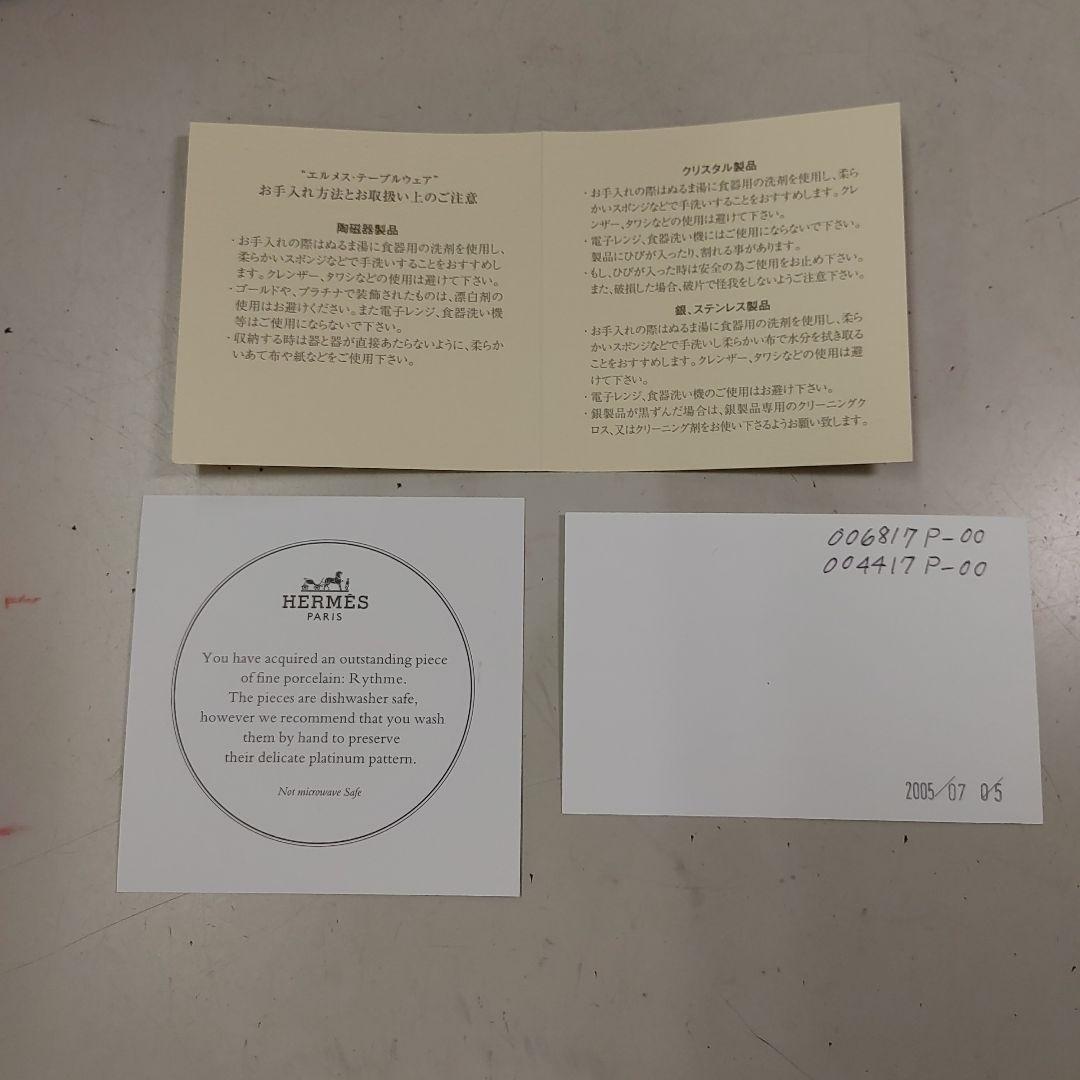 “エルメス・テーブルウェア”
お手入れ方法とお取扱い上のご注意
陶磁器製品
・お手入れの際はぬるま湯に食器用の洗剤を使用し、
柔らかいスポンジなどで手洗いすることをおすすめし
ます。クレンザー、タワシなどの使用は避けて下さい。
・ゴールドや、プラチナで装飾されたものは、漂白剤の
使用はお避けください。また電子レンジ、食器洗い機
等はご使用にならないで下さい。
・収納する時は器と器が直接あたらないように、柔らか
いあて布や紙などをご使用下さい。
クリスタル製品
・お手入れの際はぬるま湯に食器用の洗剤を使用し、柔ら
かいスポンジなどで手洗いすることをおすすめします。クレ
ンザー、タワシなどの使用は避けて下さい。
・電子レンジ、食器洗い機にはご使用にならないで下さい。
製品にひびが入ったり、割れる事があります。
・もし、ひびが入った時は安全の為ご使用をお止め下さい。
また、破損した場合、破片で怪我をしないようご注意下さい。
銀、ステンレス製品
・お手入れの際はぬるま湯に食器用の洗剤を使用し、柔ら
かいスポンジなどで手洗いし柔らかい布で水分を拭き取る
ことをおすすめします。クレンザー、タワシなどの使用は避
けて下さい。
・電子レンジ、食器洗い機のご使用はお避け下さい。
・銀製品が黒ずんだ場合は、銀製品専用のクリーニングク
ロス、又はクリーニング剤をお使い下さるようお願い致します。
HERMÈS
PARIS
You have acquired an outstanding piece
of fine porcelain: Rythme.
The pieces are dishwasher safe,
however we recommend that you wash
them by hand to preserve
their delicate platinum pattern.
Not microwave Safe
006817 P-00
004417 P-00
2005/07 05